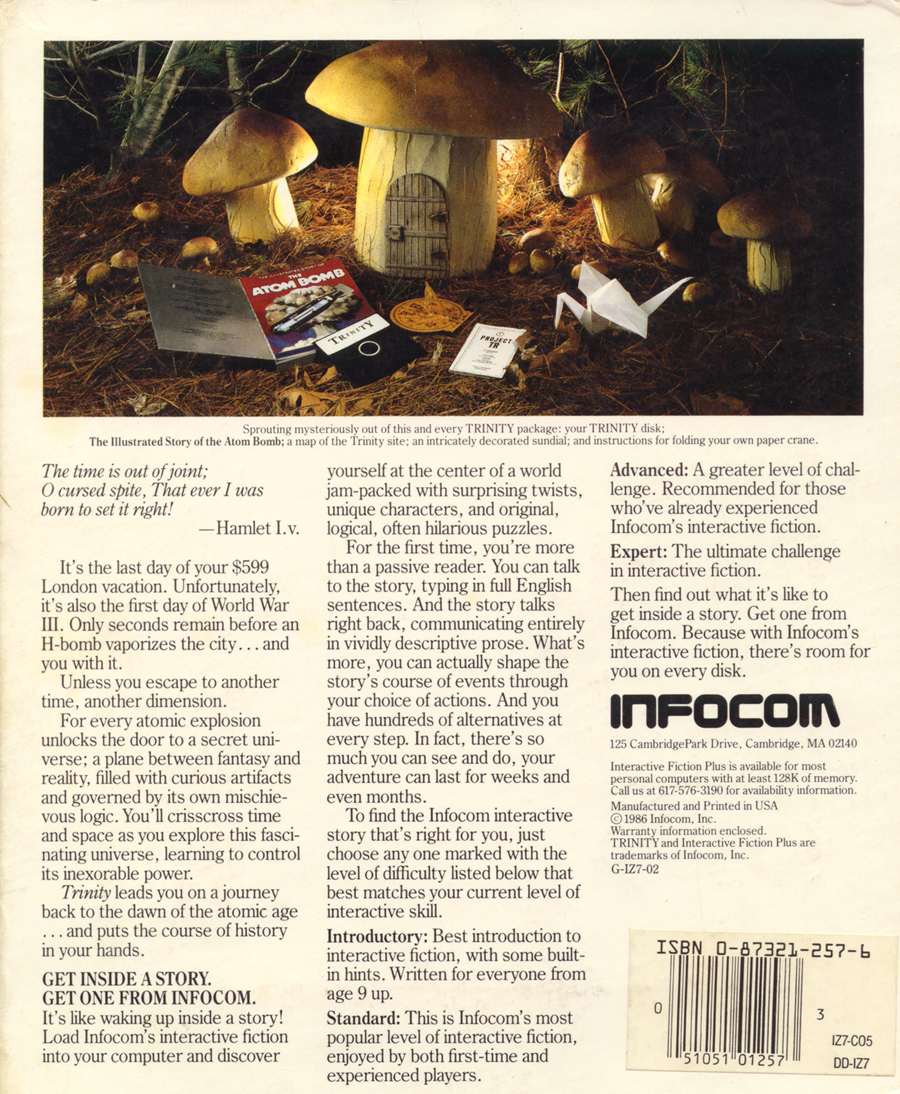 THE
ATOM BOMB
TRINITY
PROJECT
TR
Sprouting mysteriously out of this and every TRINITY package: your TRINITY disk;
The Illustrated Story of the Atom Bomb; a map of the Trinity site; an intricately decorated sundial; and instructions for folding your own paper crane.
The time is out of joint;
O cursed spite, That ever I was
born to set it right!
—Hamlet I.v.
It's the last day of your $599
London vacation. Unfortunately,
it's also the first day of World War
III. Only seconds remain before an
H-bomb vaporizes the city...and
you with it.
Unless you escape to another
time, another dimension.
For every atomic explosion
unlocks the door to a secret uni-
verse; a plane between fantasy and
reality, filled with curious artifacts
and governed by its own mischie-
vous logic. You'll crisscross time
and space as you explore this fasci-
nating universe, learning to control
its inexorable power.
Trinity leads you on a journey
back to the dawn of the atomic age
...and puts the course of history
in your hands.
GET INSIDE A STORY.
GET ONE FROM INFOCOM.
It's like waking up inside a story!
Load Infocom's interactive fiction
into your computer and discover
yourself at the center of a world
jam-packed with surprising twists,
unique characters, and original,
logical, often hilarious puzzles.
For the first time, you're more
than a passive reader. You can talk
to the story, typing in full English
sentences. And the story talks
right back, communicating entirely
in vividly descriptive prose. What's
more, you can actually shape the
story's course of events through
your choice of actions. And you
have hundreds of alternatives at
every step. In fact, there's so
much you can see and do, your
adventure can last for weeks and
even months.
To find the Infocom interactive
story that's right for you, just
choose any one marked with the
level of difficulty listed below that
best matches your current level of
interactive skill.
Introductory: Best introduction to
interactive fiction, with some built-
in hints. Written for everyone from
age 9 up.
Standard: This is Infocom's most
popular level of interactive fiction,
enjoyed by both first-time and
experienced players.
Advanced: A greater level of chal-
lenge. Recommended for those
who've already experienced
Infocom's interactive fiction.
Expert: The ultimate challenge
in interactive fiction.
Then find out what it's like to
get inside a story. Get one from
Infocom. Because with Infocom's
interactive fiction, there's room for
you on every disk.
INFOCOM
125 CambridgePark Drive, Cambridge, MA 02140
Interactive Fiction Plus is available for most
personal computers with at least 128K of memory.
Call us at 617-576-3190 for availability information.
Manufactured and Printed in USA
©1986 Infocom, Inc.
Warranty information enclosed.
TRINITY and Interactive Fiction Plus are
trademarks of Infocom, Inc.
G-IZ7-02
ISBN 0-87321-257-6
0 51051 01257 3
IZ7-C05
DD-IZ7